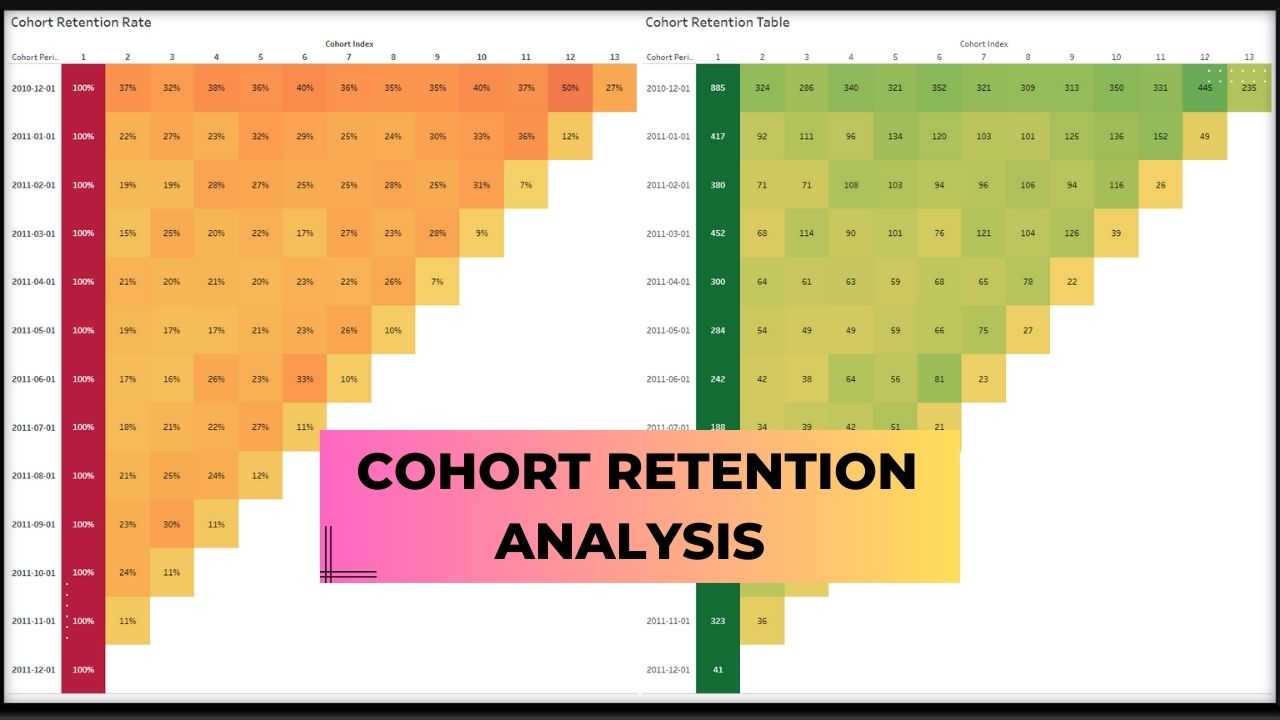 Cohort Retention Rate
Cohort Index
Cohort Peri.. 1 2 3 4 5 6 7 8 9 10 11 12 13
2010-12-01 100% 37% 32% 38% 36% 40% 36% 35% 35% 40% 37% 50% 27%
2011-01-01 100% 22% 27% 23% 32% 29% 25% 24% 30% 33% 36% 12%
2011-02-01 100% 19% 19% 28% 27% 25% 25% 28% 25% 31% 7%
2011-03-01 100% 15% 25% 20% 22% 17% 27% 23% 28% 9%
2011-04-01 100% 21% 20% 21% 20% 23% 22% 26% 7%
2011-05-01 100% 19% 17% 17% 21% 23% 26% 10%
2011-06-01 100% 17% 16% 26% 23% 33% 10%
2011-07-01 100% 18% 21% 22% 27% 11%
2011-08-01 100% 21% 25% 24% 12%
2011-09-01 100% 23% 30% 11%
2011-10-01 100% 24% 11%
2011-11-01 100% 11%
2011-12-01 100%
Cohort Retention Table
Cohort Index
Cohort Peri.. 1 2 3 4 5 6 7 8 9 10 11 12 13
2010-12-01 885 324 286 340 321 352 321 309 313 350 331 445 235
2011-01-01 417 92 111 96 134 120 103 101 125 136 152 49
2011-02-01 380 71 71 108 103 94 96 106 94 116 26
2011-03-01 452 68 114 90 101 76 121 104 126 39
2011-04-01 300 64 61 63 59 68 65 78 22
2011-05-01 284 54 49 49 59 66 75 27
2011-06-01 242 42 38 64 56 81 23
2011-07-01 188 34 39 42 51 21
2011-11-01 323 36
2011-12-01 41
COHORT RETENTION
ANALYSIS